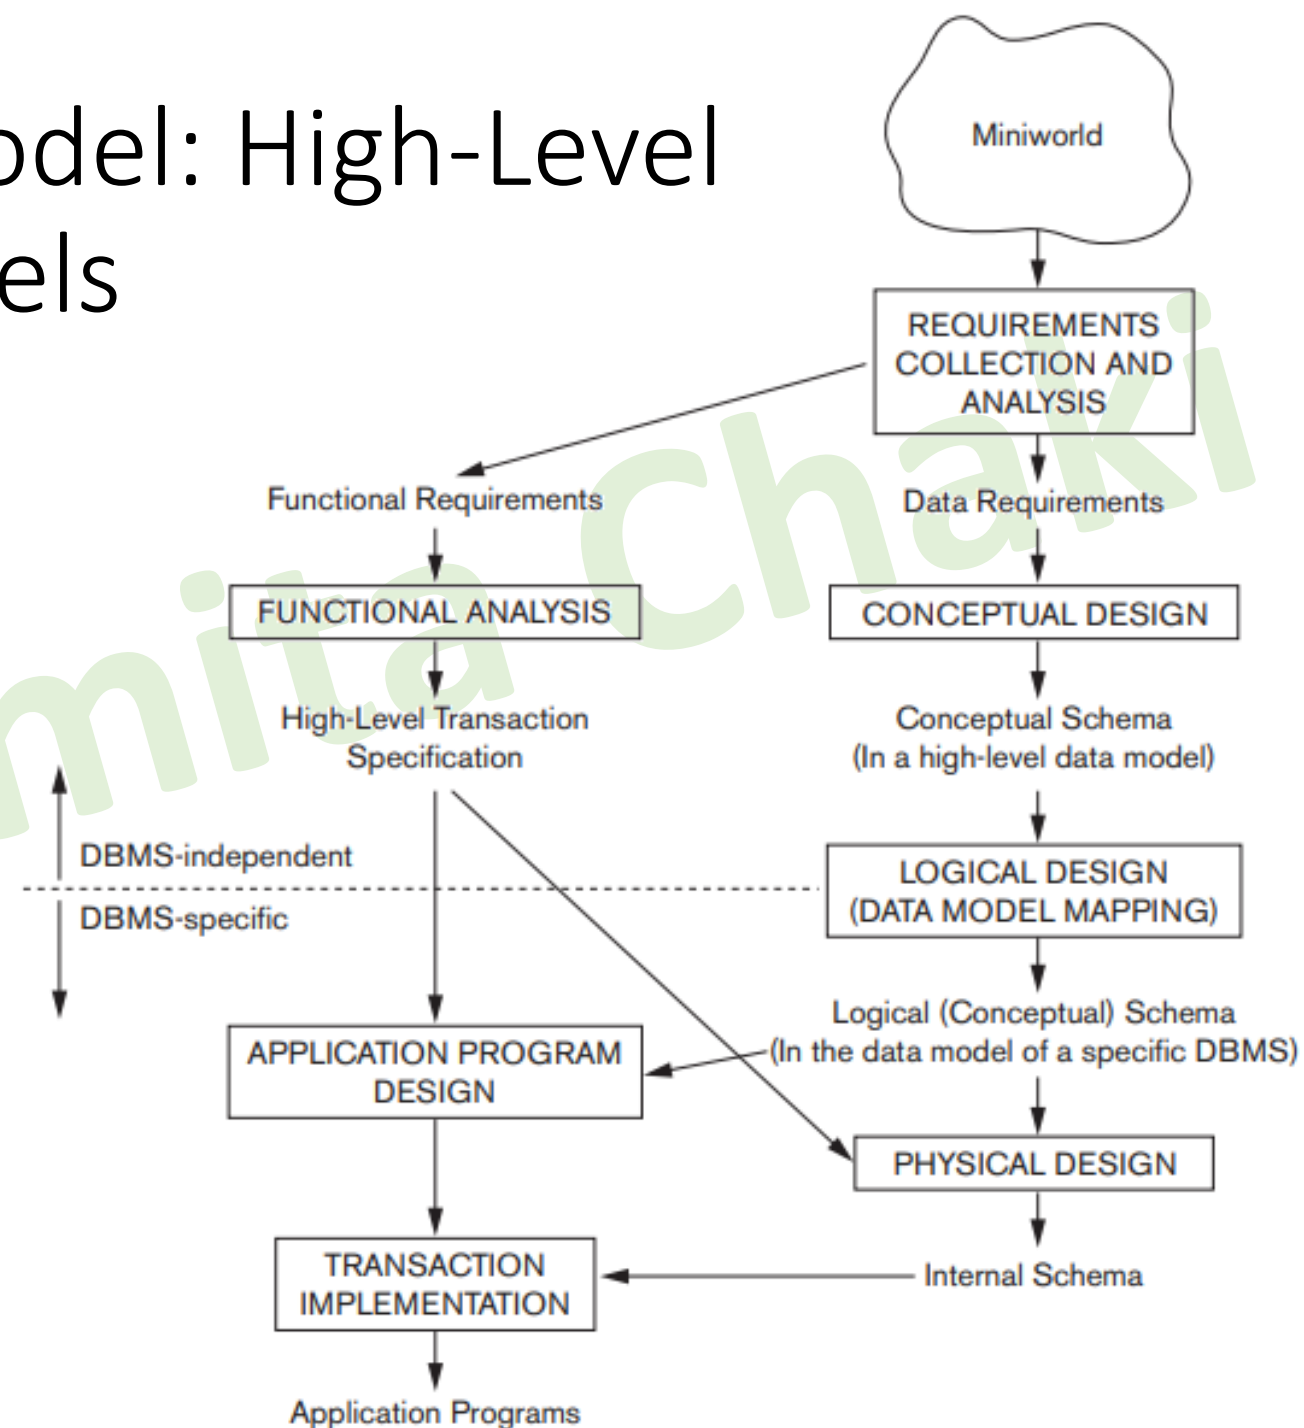 odel: High-Level
els
Miniworld
REQUIREMENTS
COLLECTION AND
ANALYSIS
Functional Requirements
Data Requirements
FUNCTIONAL ANALYSIS
CONCEPTUAL DESIGN
High-Level Transaction
Specification
Conceptual Schema
(In a high-level data model)
DBMS-independent
DBMS-specific
LOGICAL DESIGN
(DATA MODEL MAPPING)
Logical (Conceptual) Schema
(In the data model of a specific DBMS)
APPLICATION PROGRAM
DESIGN
PHYSICAL DESIGN
TRANSACTION
IMPLEMENTATION
Internal Schema
Application Programs
mita Chaki